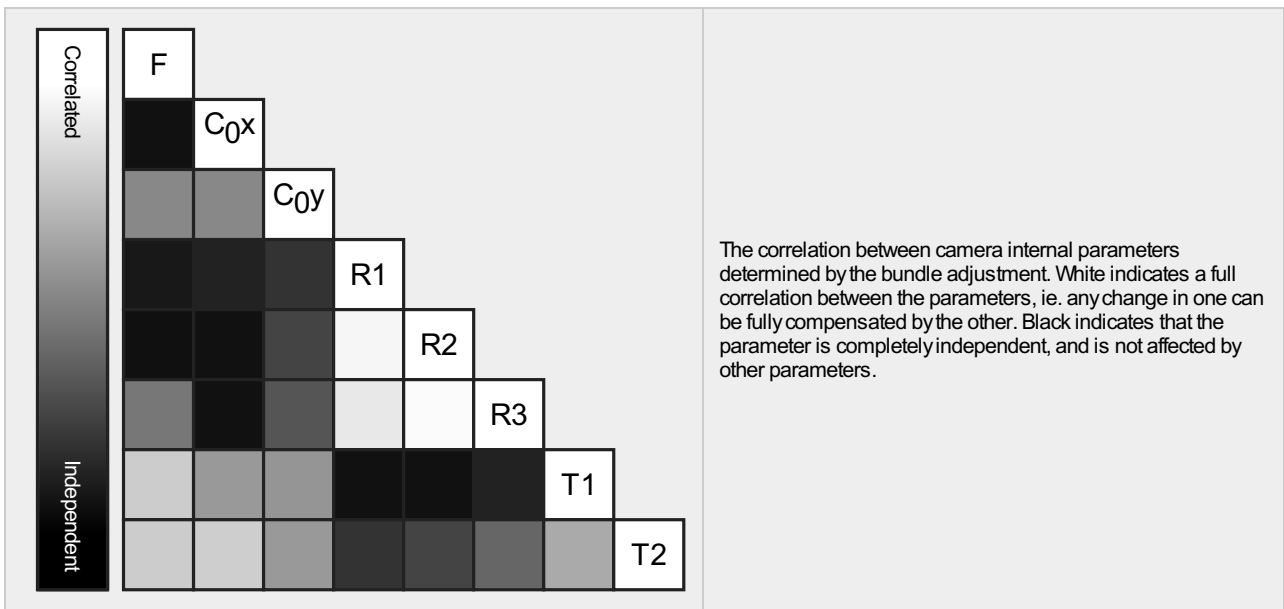 Correlated
Independent
F
C0x
C0y
R1
R2
R3
T1
T2
The correlation between camera internal parameters
determined by the bundle adjustment. White indicates a full
correlation between the parameters, ie. any change in one can
be fully compensated by the other. Black indicates that the
parameter is completely independent, and is not affected by
other parameters.